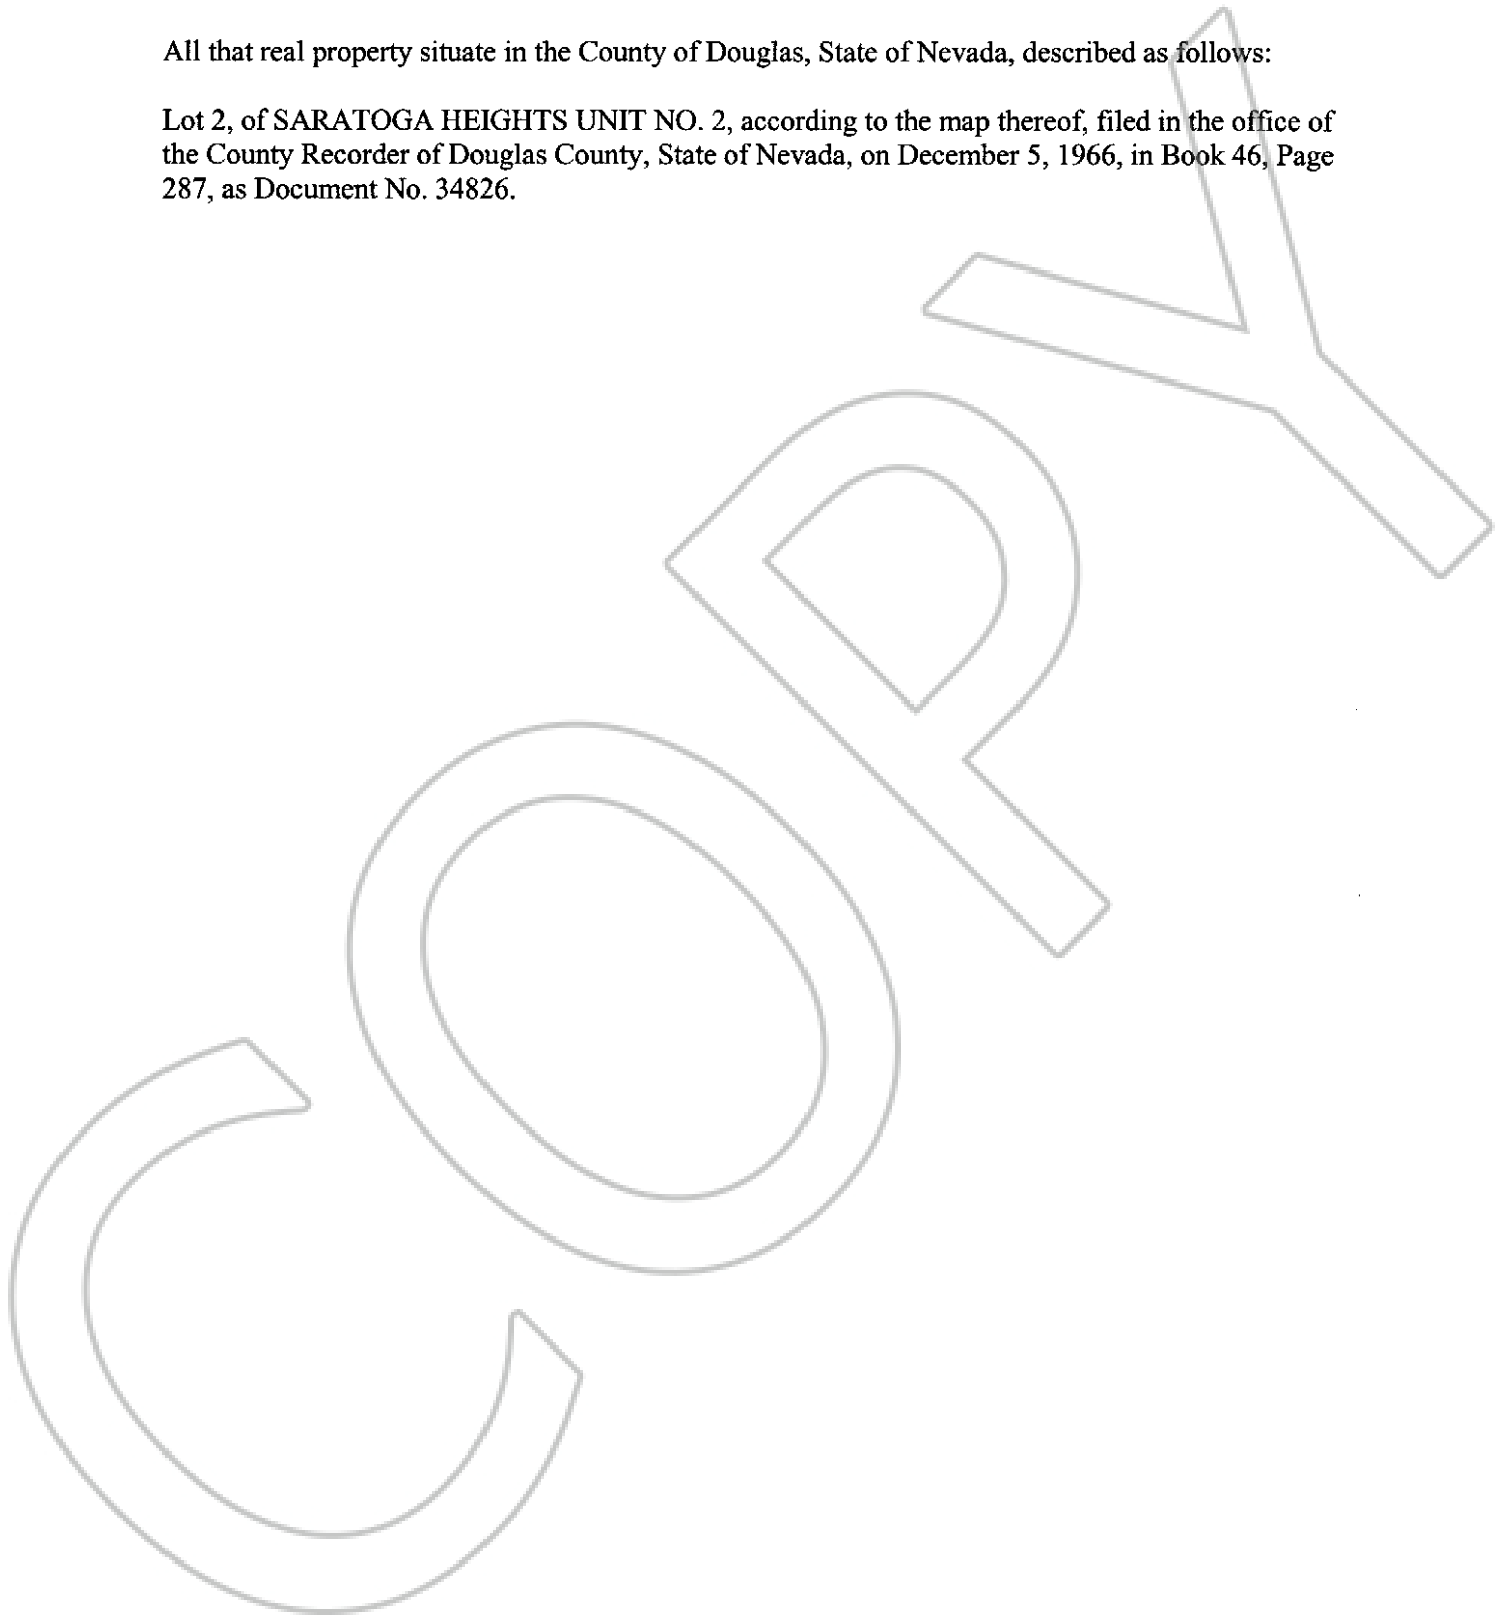 All that real property situate in the County of Douglas, State of Nevada, described as follows:
Lot 2, of SARATOGA HEIGHTS UNIT NO. 2, according to the map thereof, filed in the office of
the County Recorder of Douglas County, State of Nevada, on December 5, 1966, in Book 46, Page
287, as Document No. 34826.
COPY